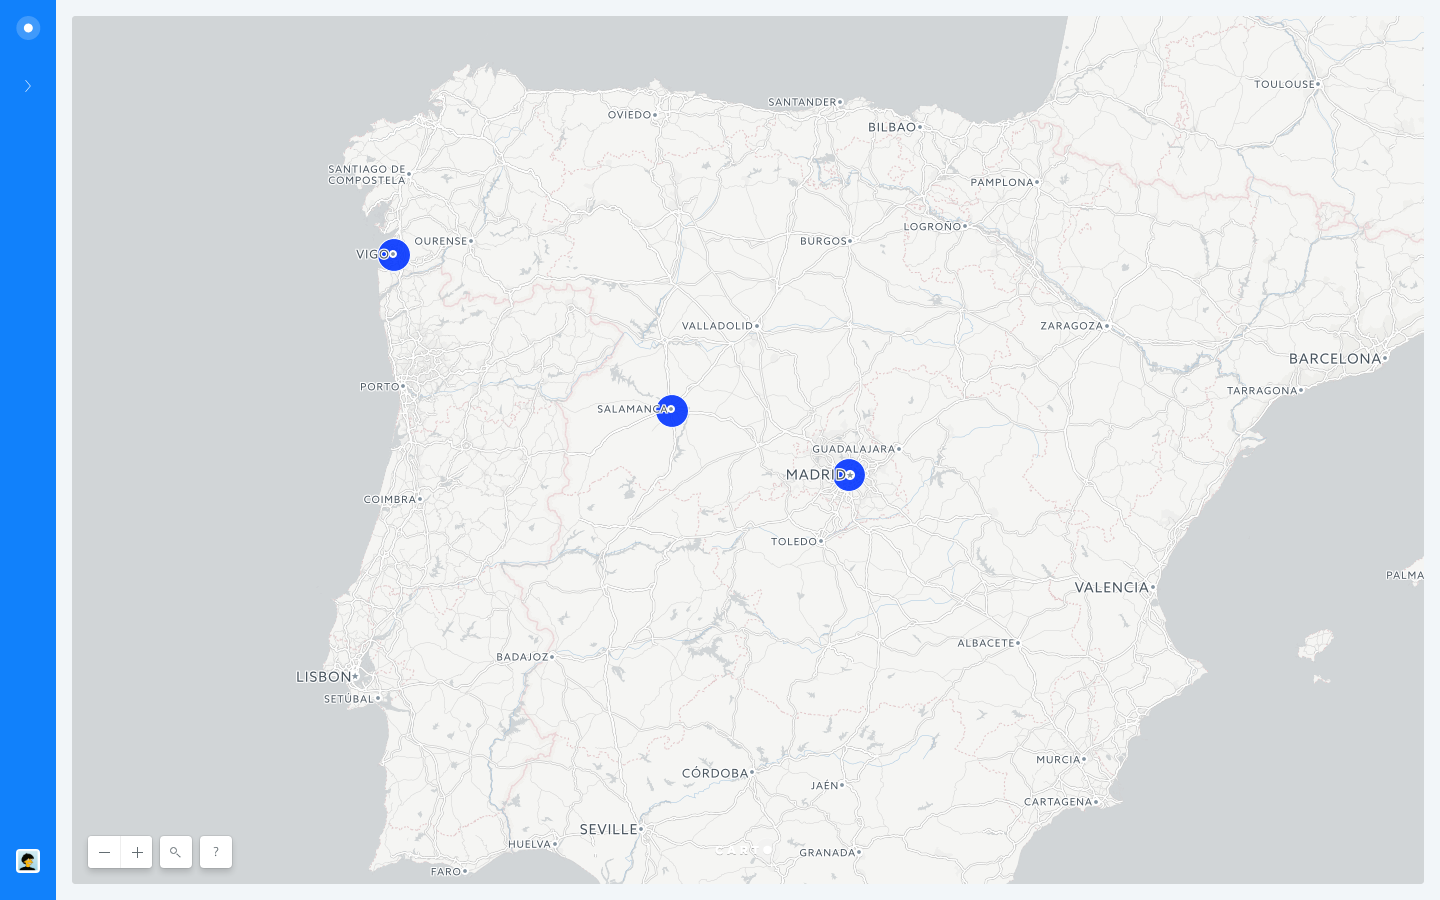 TOULOUSE
SANTANDER
OVIEDO
BILBAO
SANTIAGO DE
COMPOSTELA
PAMPLONA
LOGROÑO
VIGO
OURENSE
BURGOS
VALLADOLID
ZARAGOZA
BARCELONA
PORTO
TARRAGONA
SALAMANCA
GUADALAJARA
MADRID
COIMBRA
TOLEDO
PALMA
VALENCIA
ALBACETE
BADAJOZ
LISBON
SETÚBAL
MURCIA
CÓRDOBA
JAÉN
CARTAGENA
SEVILLE
HUELVA
GRANADA
?
FARO